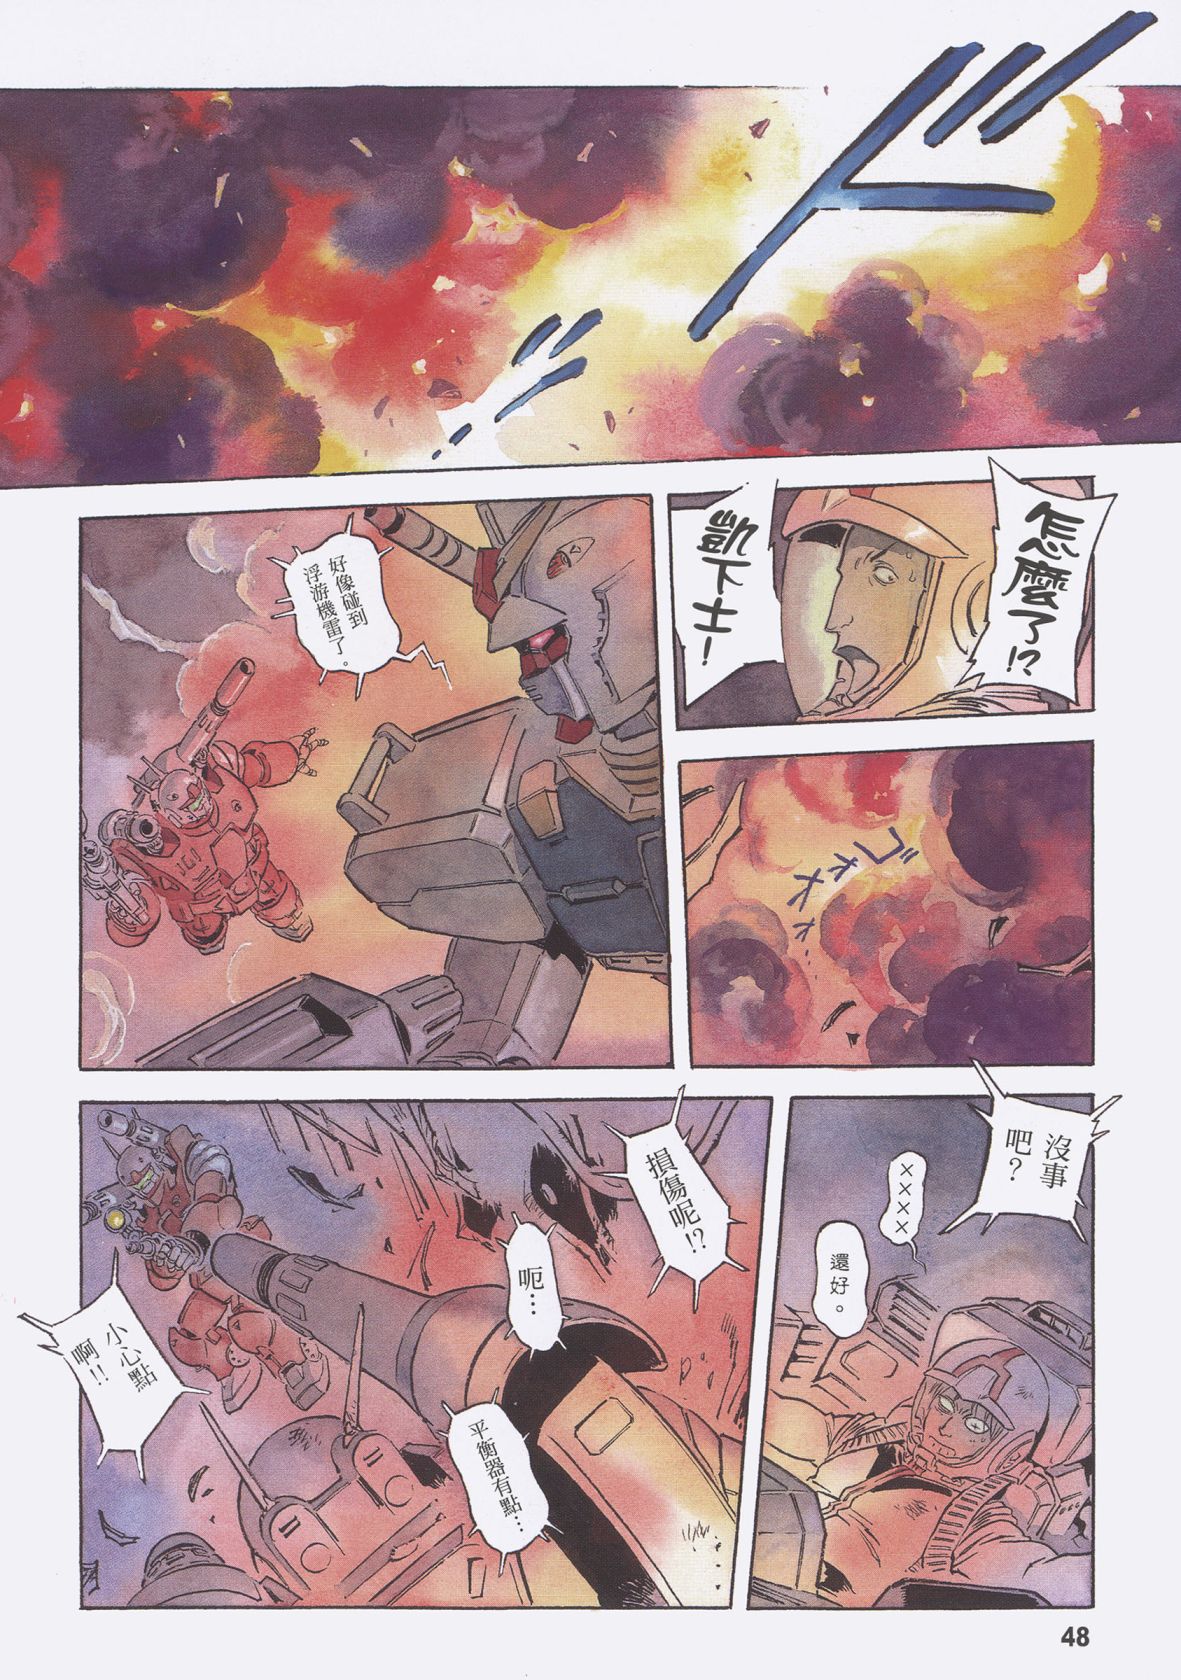 ドドド
怎麼了!?
凱下士!
好像碰到
浮游機雷了。
ゴォォ
沒事
吧?
××××
還好。
損傷呢!?
呃…
平衡器有點…
小心點
啊!!
48